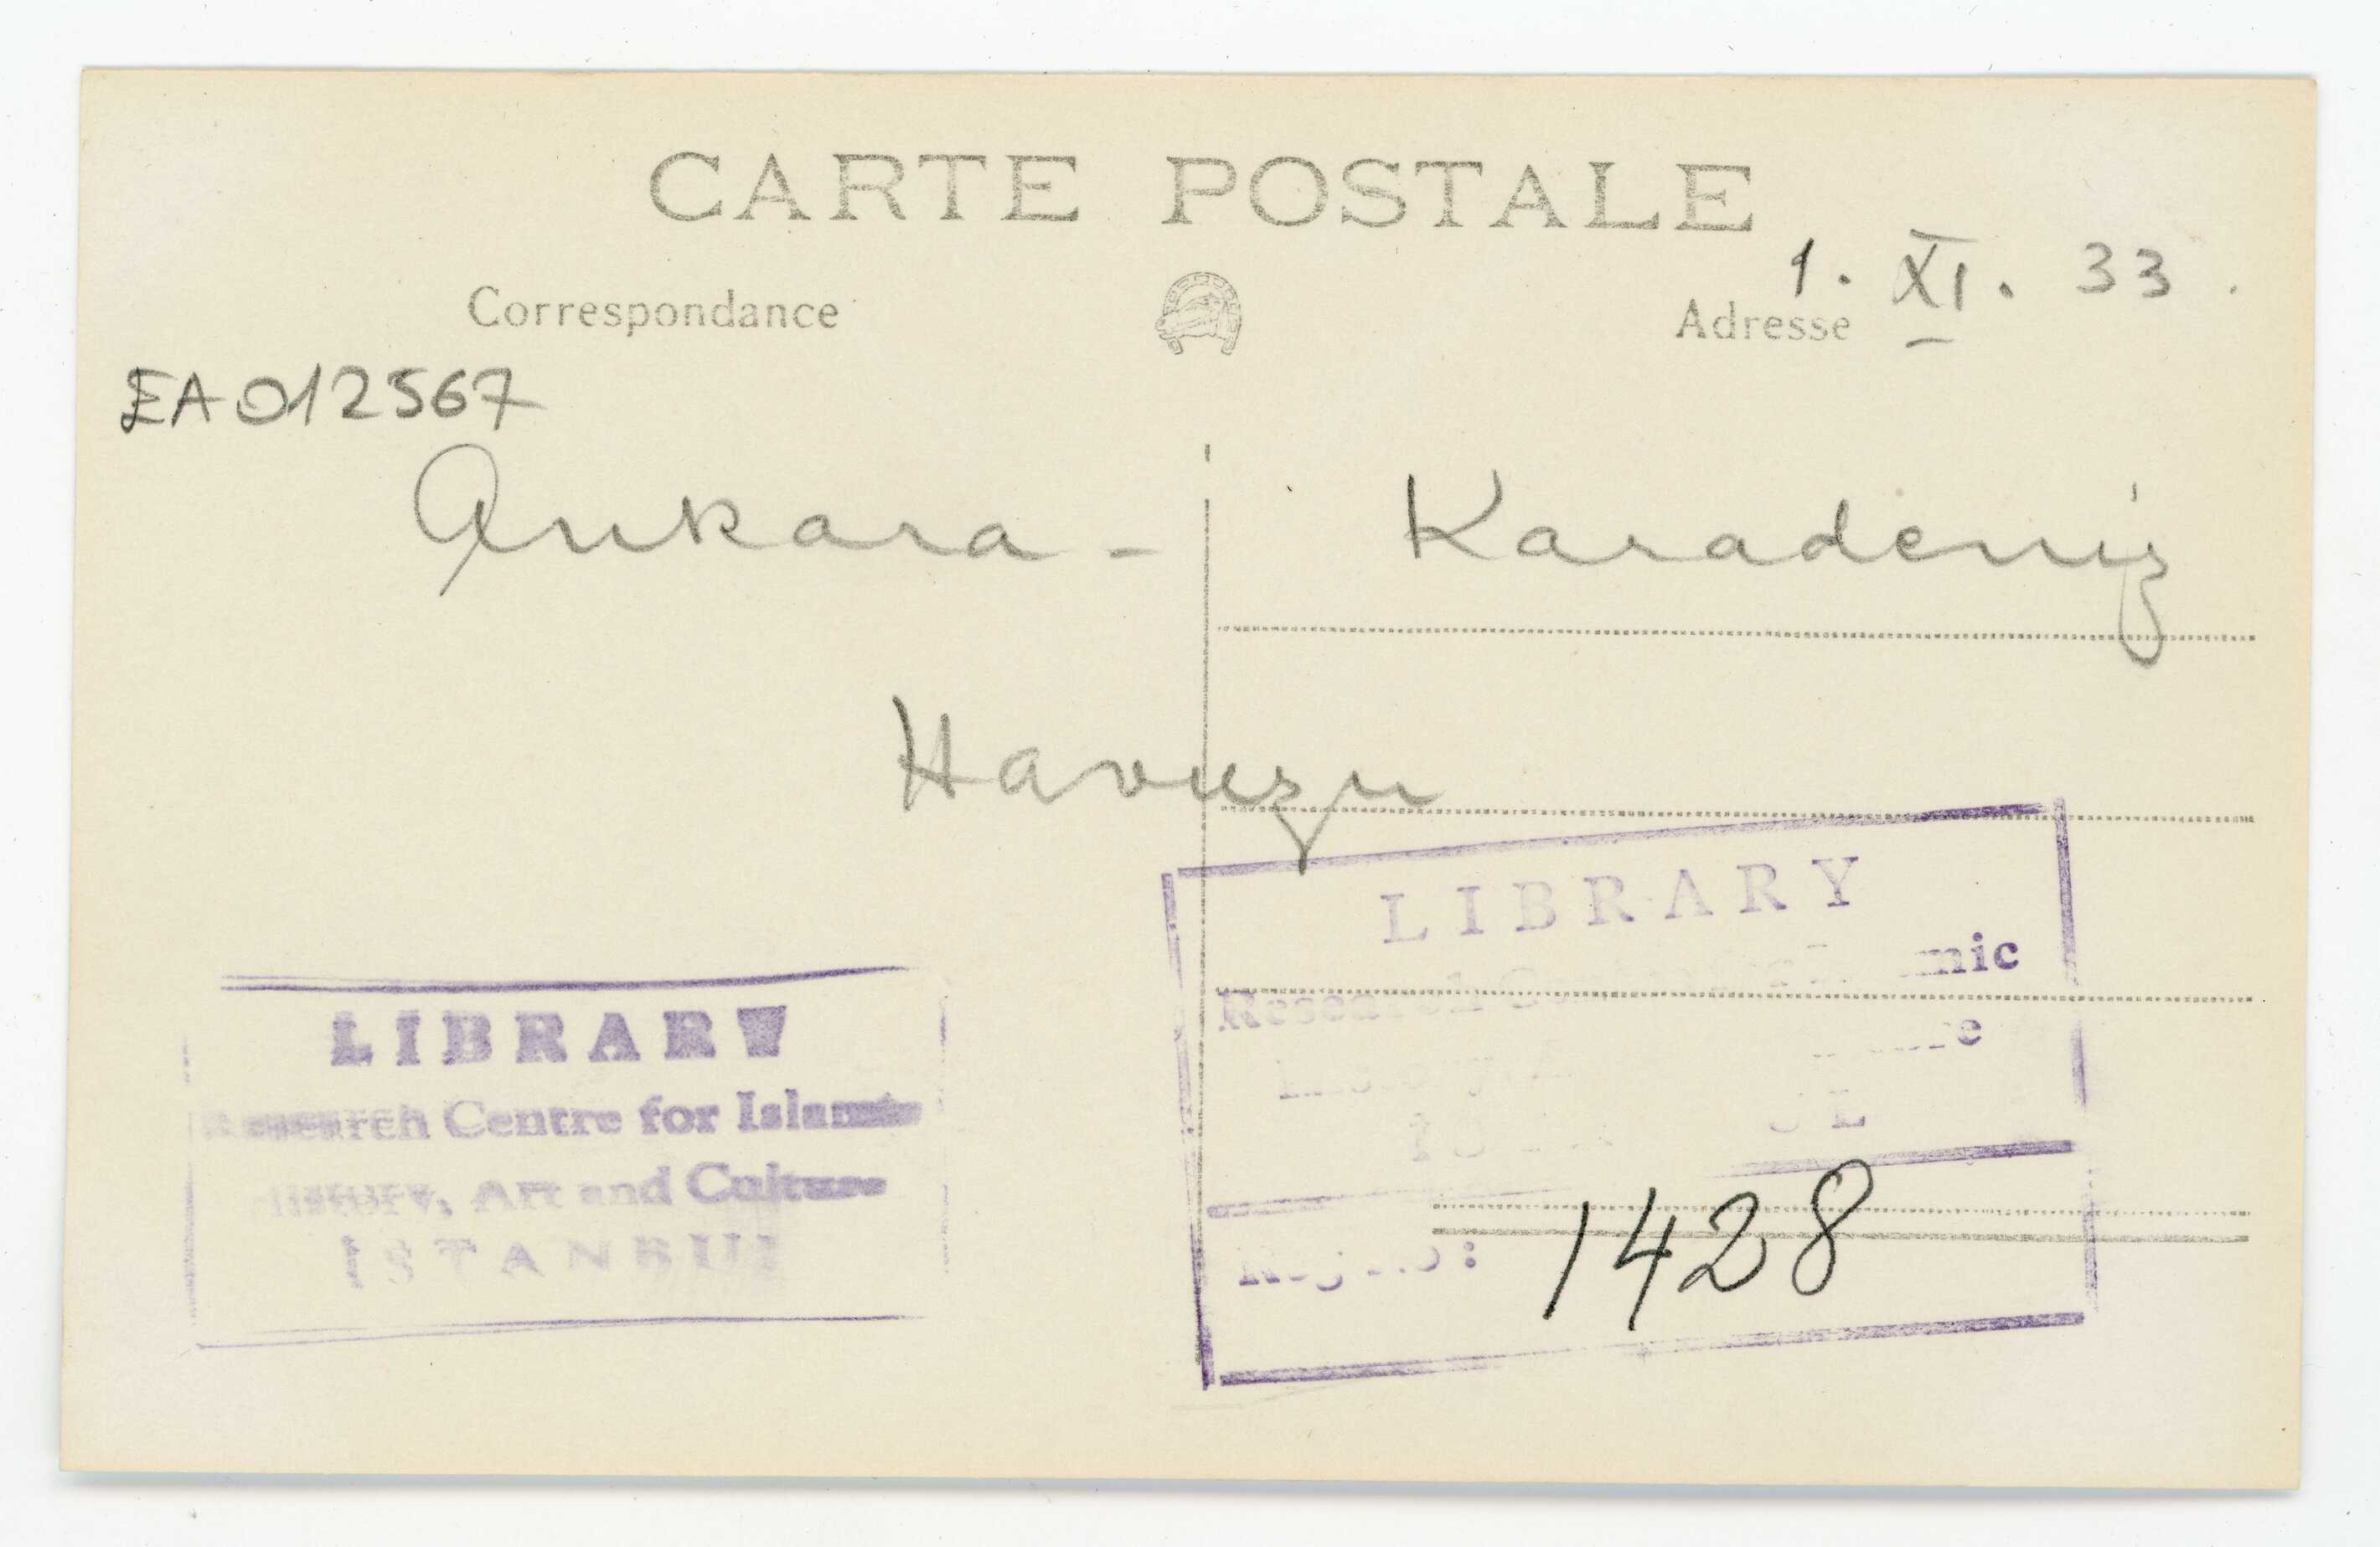 CARTE POSTALE
1. XI. 33.
Correspondance
Adresse
EA012567
Ankara - Karadeniz
Havuzu
LIBRARY
Research Centre for Islamic
History, Art and Culture
ISTANBUL
LIBRARY
Research
1428